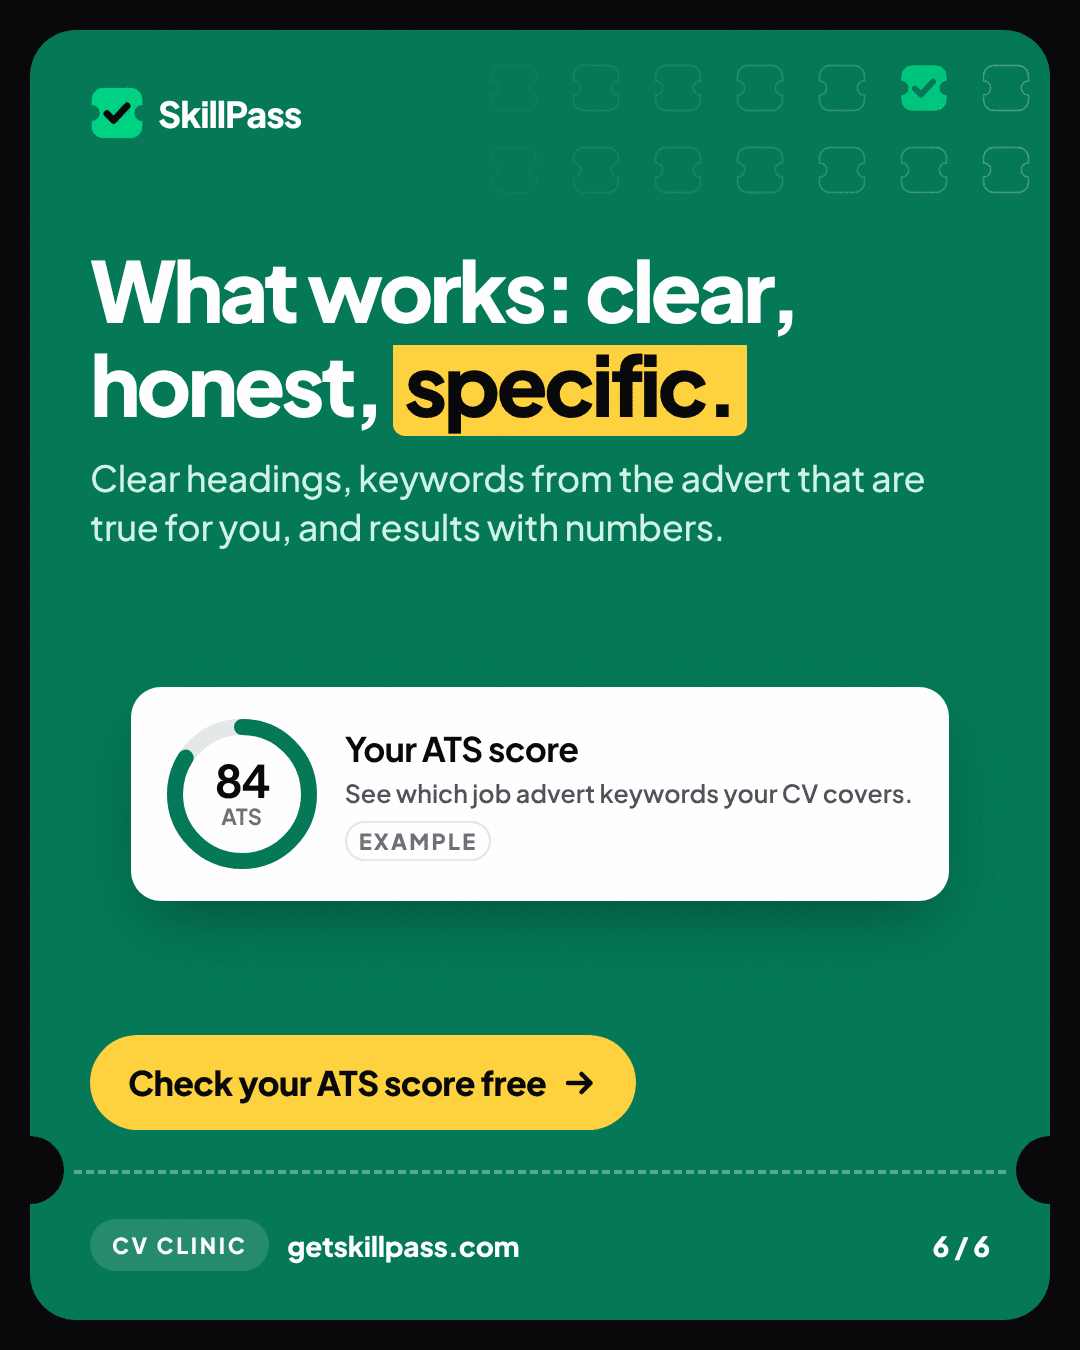 SkillPass
What works: clear,
honest, specific.
Clear headings, keywords from the advert that are
true for you, and results with numbers.
84
ATS
Your ATS score
See which job advert keywords your CV covers.
EXAMPLE
Check your ATS score free →
CV CLINIC
getskillpass.com
6 / 6